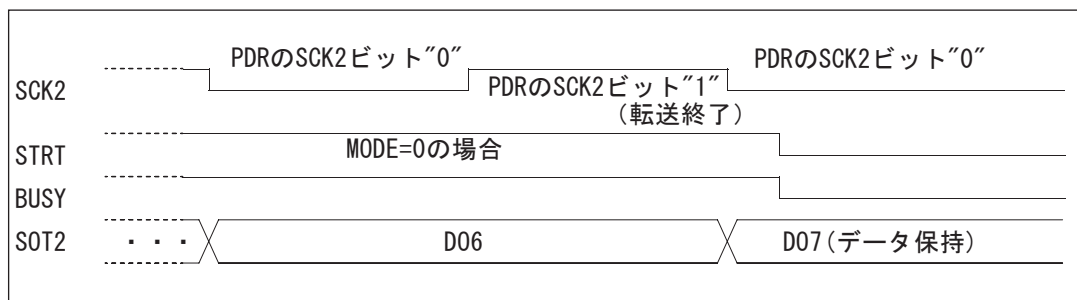 PDRのSCK2ビット"0"
PDRのSCK2ビット"0"
SCK2
PDRのSCK2ビット"1"
(転送終了)
STRT
MODE=0の場合
BUSY
SOT2
・・・
DO6
DO7(データ保持)